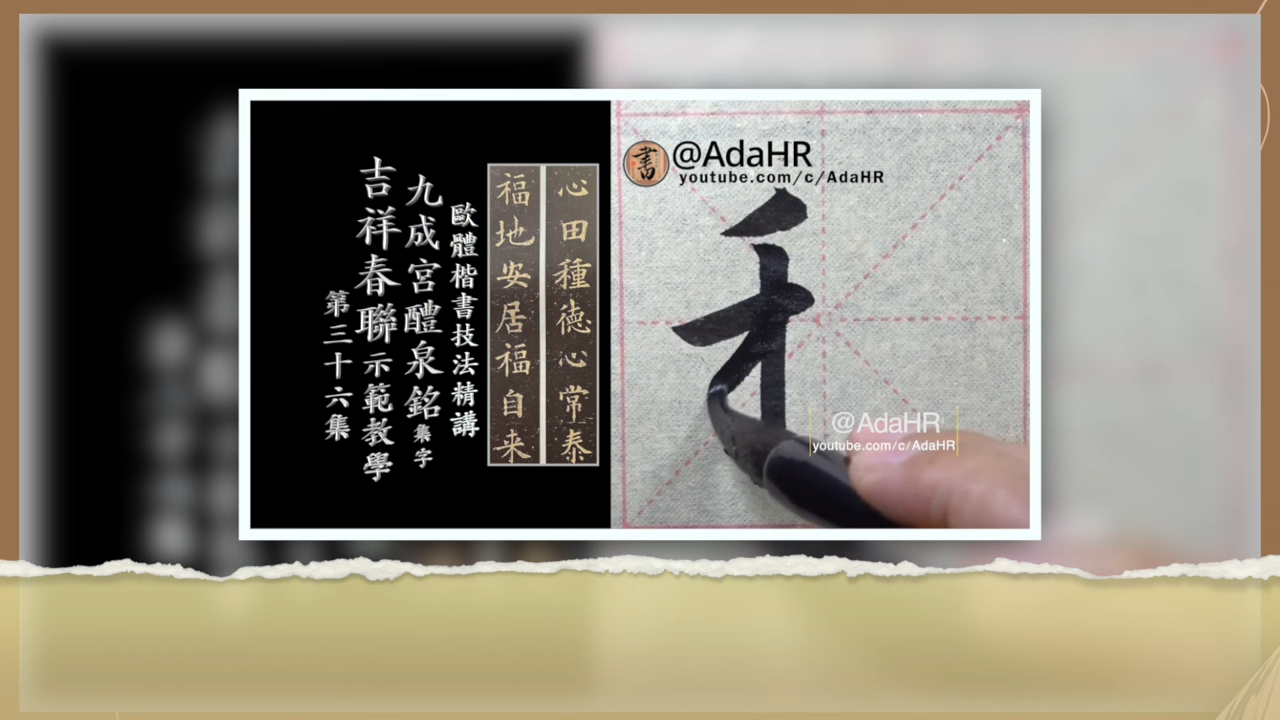 心田種德心常泰
福地安居福自来
歐體楷書技法精講
九成宮醴泉銘集字
吉祥春聯示範教學
第三十六集
書
@AdaHR
youtube.com/c/AdaHR
禾
@AdaHR
youtube.com/c/AdaHR